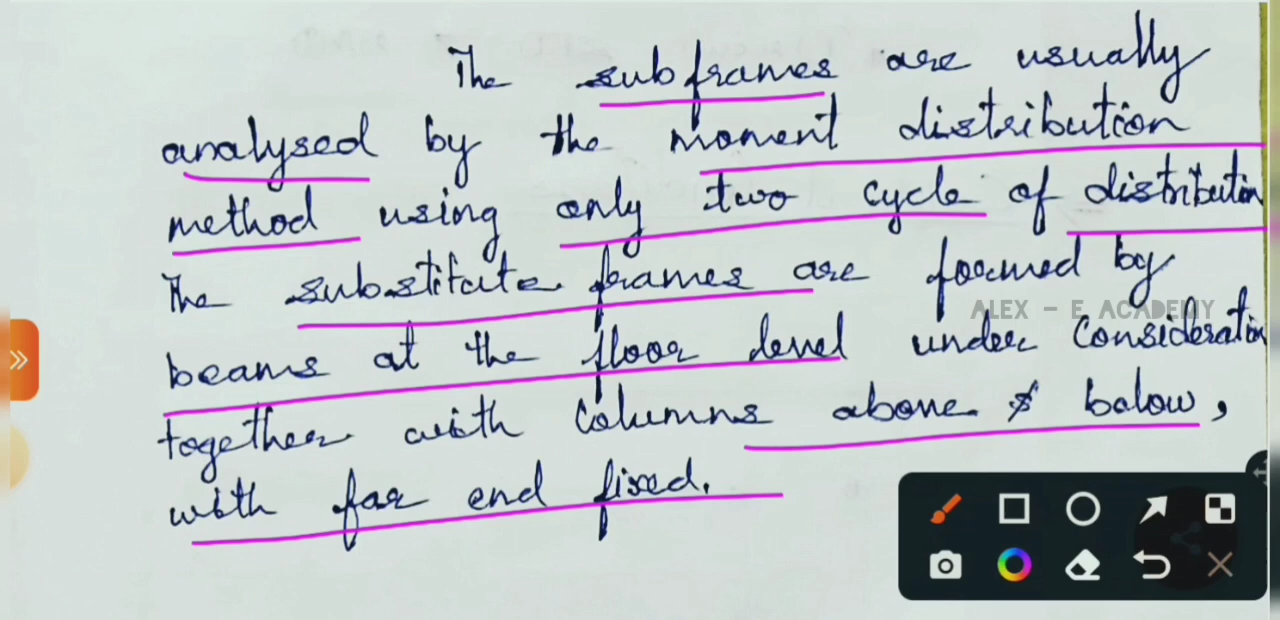 The subframes are usually
analysed by the moment distribution
method using only two cycle of distribution
The substitute frames are formed by
ALEX - E ACADEMY
beams at the floor level under consideration
together with columns above & below,
with far end fixed.